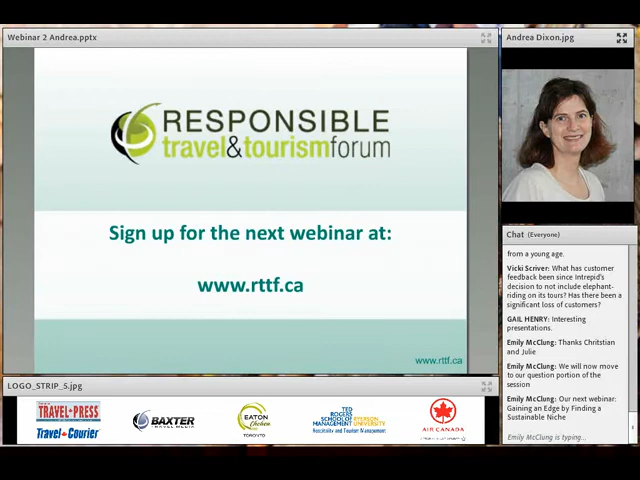 Webinar 2 Andrea.pptx
RESPONSIBLE
travel&tourismforum
Sign up for the next webinar at:
www.rttf.ca
www.rttf.ca
Andrea Dixon.jpg
Chat (Everyone)
from a young age.
Vicki Scriver: What has customer
feedback been since Intrepid's
decision to not include elephant-
riding on its tours? Has there been a
significant loss of customers?
GAIL HENRY: Interesting
presentations.
Emily McClung: Thanks Chritstian
and Julie
Emily McClung: We will now move
to our question portion of the
session
Emily McClung: Our next webinar:
Gaining an Edge by Finding a
Sustainable Niche
Emily McClung is typing...
LOGO_STRIP_5.jpg
TRAVEL PRESS
Travel Courier
BAXTER
TRAVEL MEDIA
EATON
Chelsea
TORONTO
TED
ROGERS
SCHOOL OF
MANAGEMENT
RYERSON
UNIVERSITY
Hospitality and Tourism Management
AIR CANADA